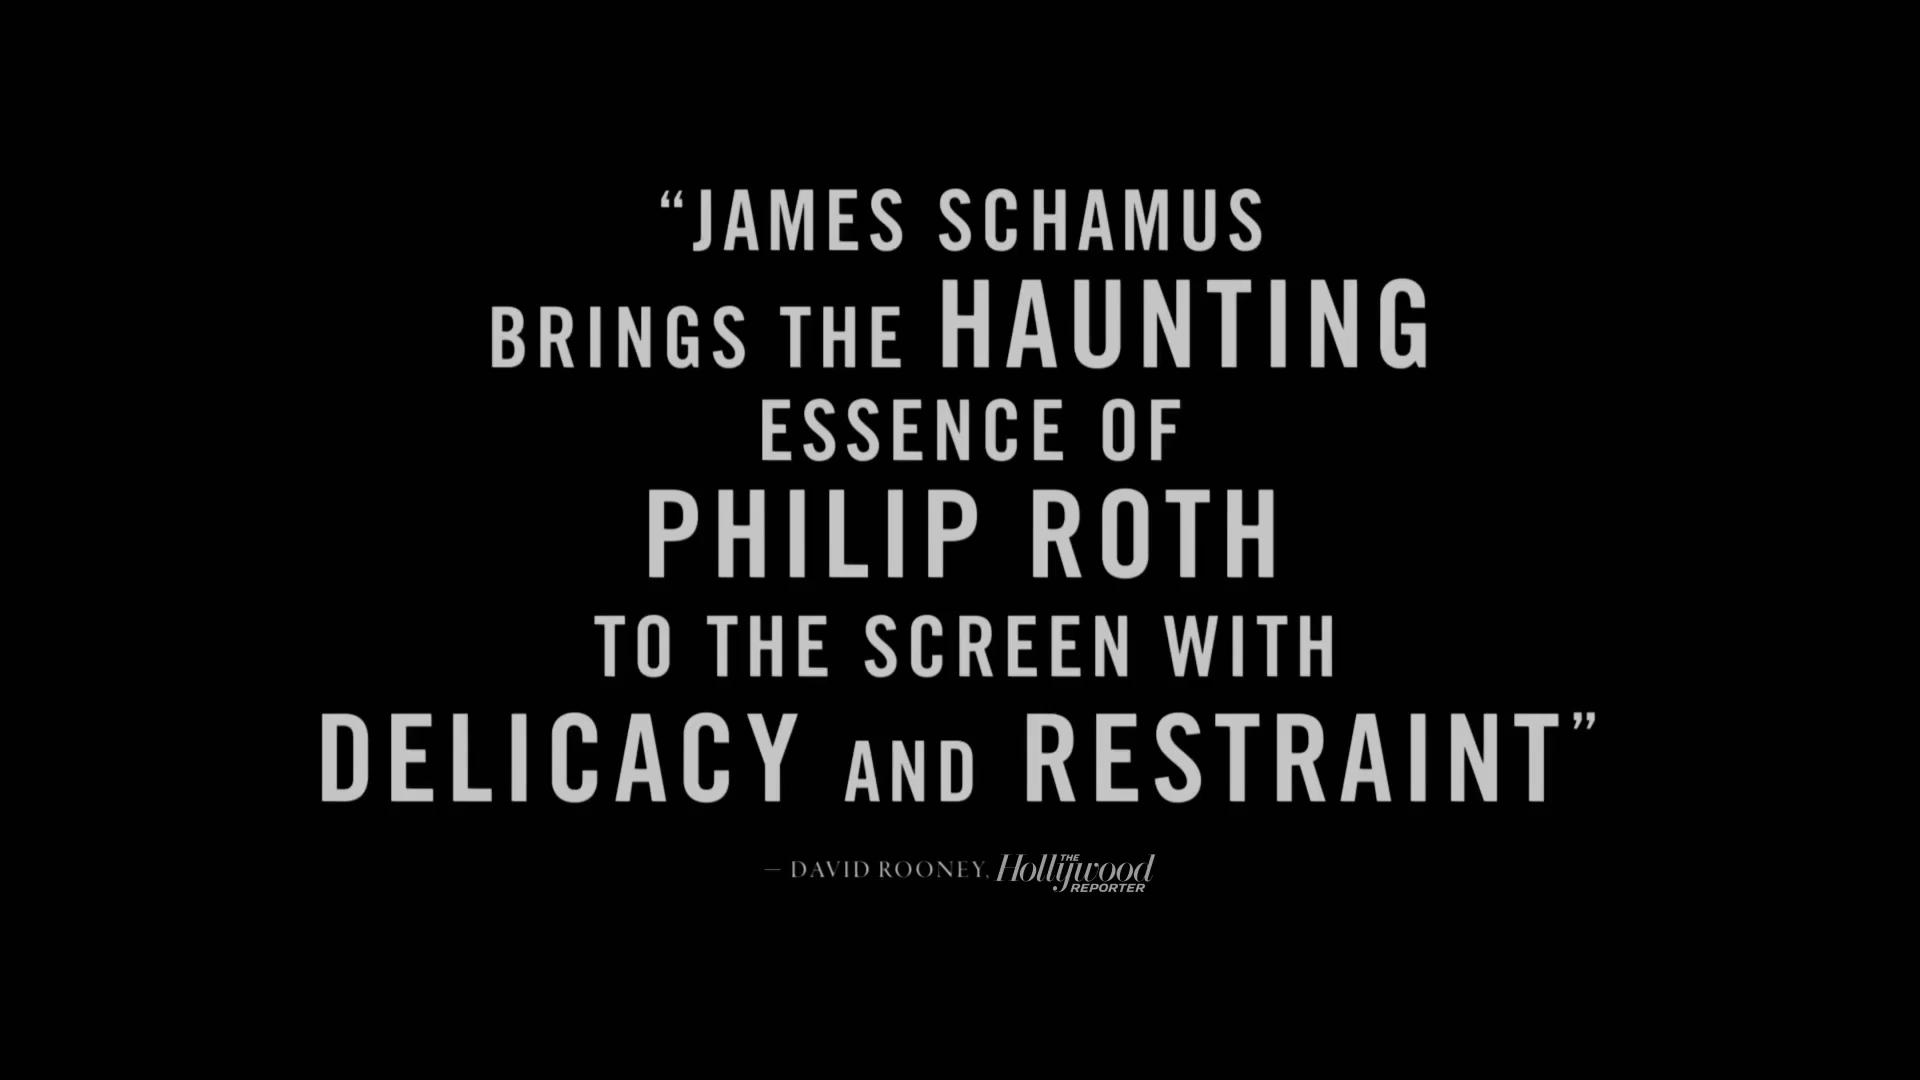 “JAMES SCHAMUS
BRINGS THE HAUNTING
ESSENCE OF
PHILIP ROTH
TO THE SCREEN WITH
DELICACY AND RESTRAINT”
— DAVID ROONEY, THE Hollywood REPORTER